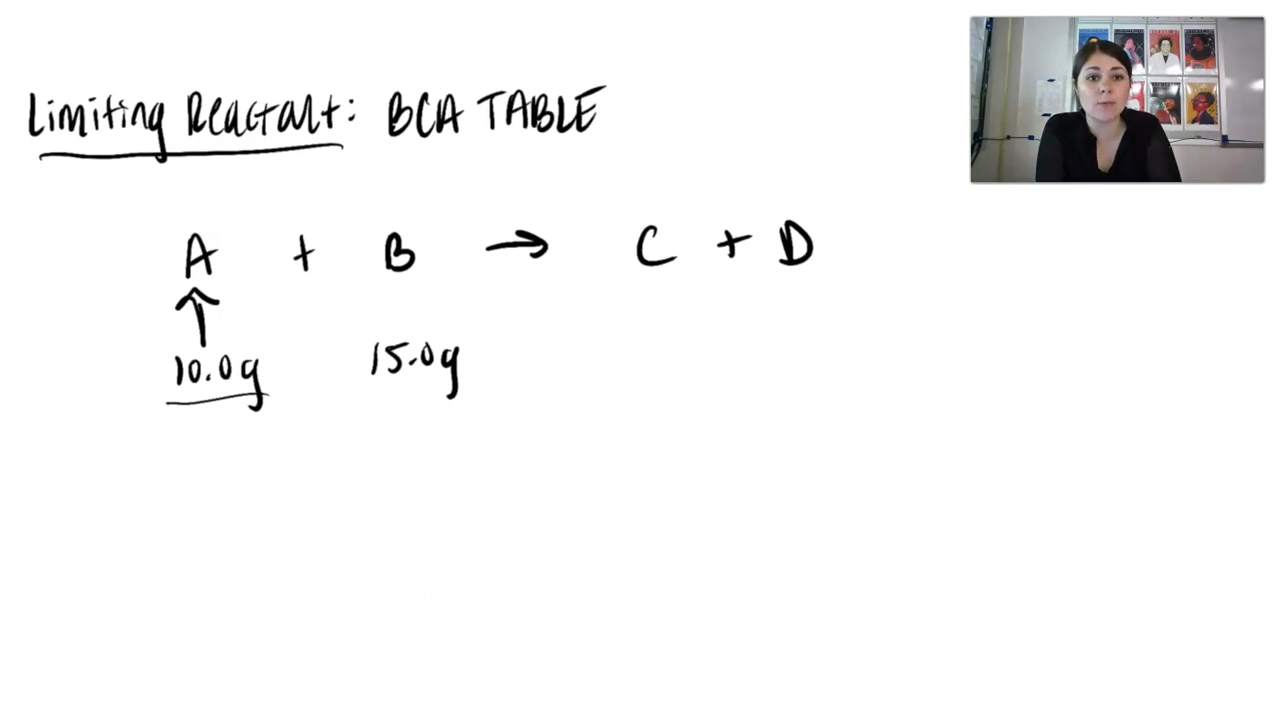 Limiting Reactant: BCA TABLE
A + B → C + D
10.0g 15.0g